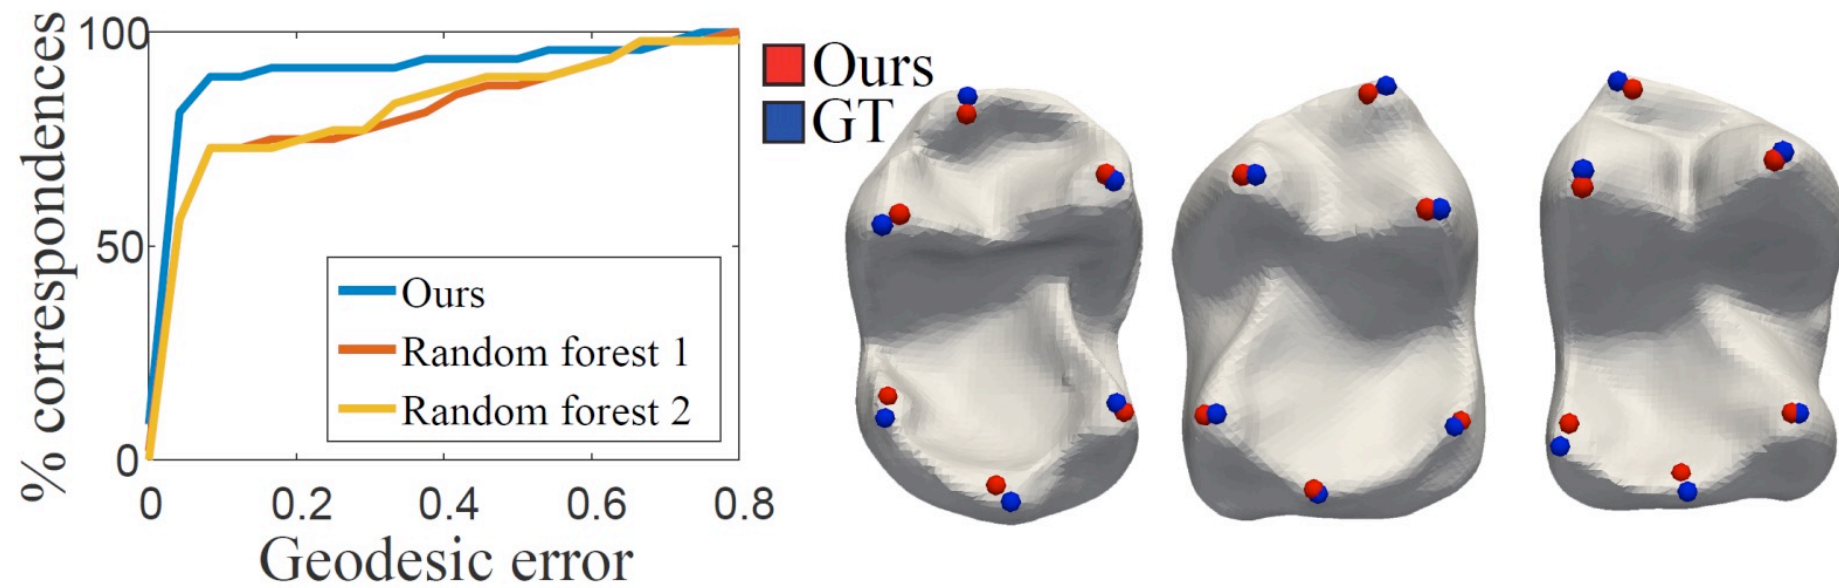 % correspondences
100
50
0
0 0.2 0.4 0.6 0.8
Geodesic error
Ours
Random forest 1
Random forest 2
Ours
GT